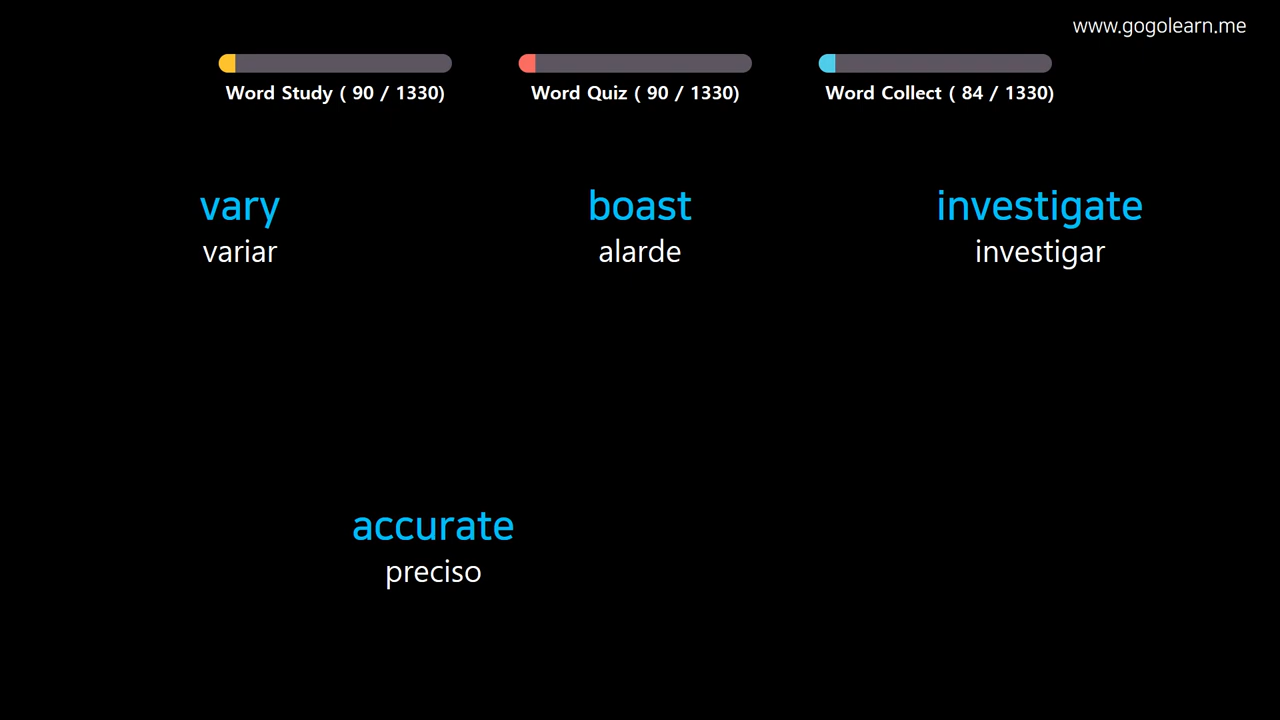 www.gogolearn.me
Word Study ( 90 / 1330)
Word Quiz ( 90 / 1330)
Word Collect ( 84 / 1330)
vary
variar
boast
alarde
investigate
investigar
accurate
preciso